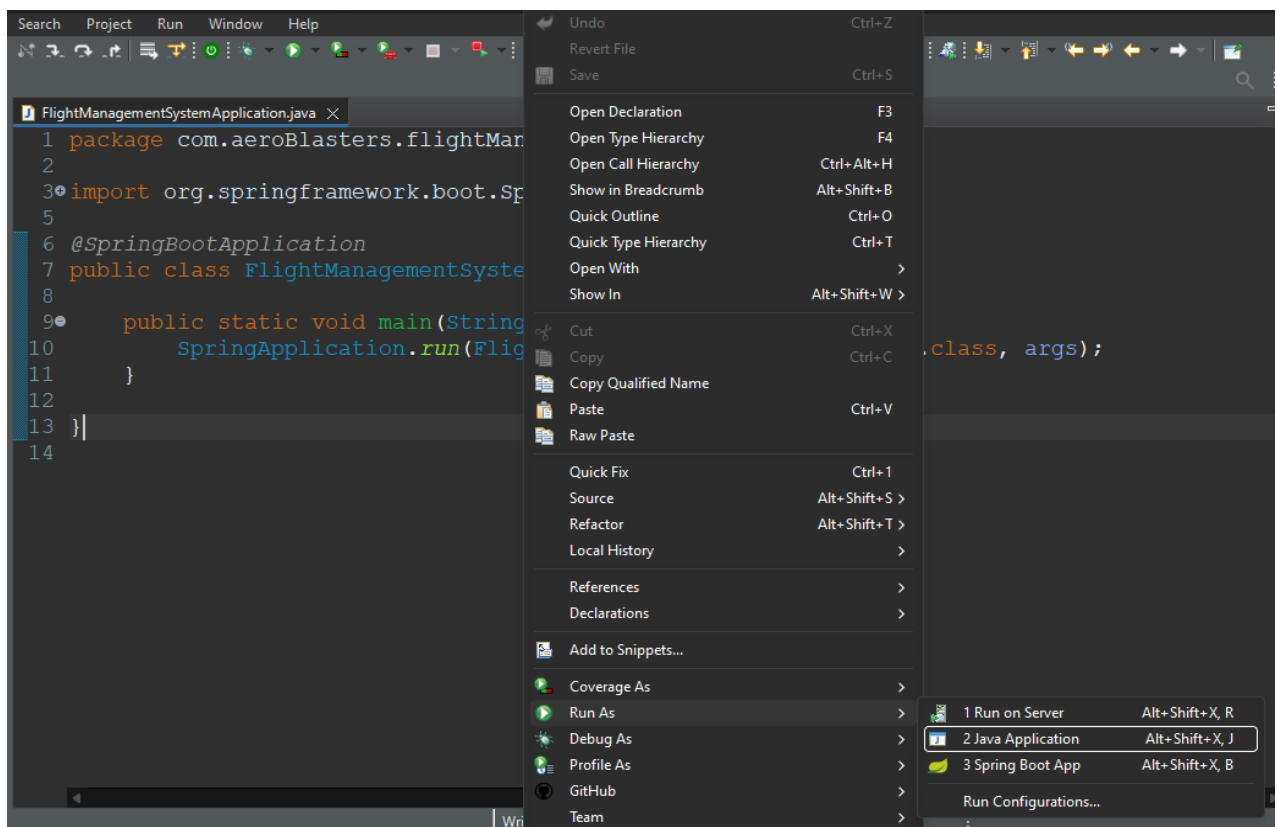 Search Project Run Window Help
FlightManagementSystemApplication.java
1 package com.aeroBlasters.flightMan
2
3 import org.springframework.boot.Sp
5
6 @SpringBootApplication
7 public class FlightManagementSyste
8
9 public static void main(String
10 SpringApplication.run(Flig .class, args);
11 }
12
13 }
14
Undo Ctrl+Z
Revert File
Save Ctrl+S
Open Declaration F3
Open Type Hierarchy F4
Open Call Hierarchy Ctrl+Alt+H
Show in Breadcrumb Alt+Shift+B
Quick Outline Ctrl+O
Quick Type Hierarchy Ctrl+T
Open With
Show In Alt+Shift+W
Cut Ctrl+X
Copy Ctrl+C
Copy Qualified Name
Paste Ctrl+V
Raw Paste
Quick Fix Ctrl+1
Source Alt+Shift+S
Refactor Alt+Shift+T
Local History
References
Declarations
Add to Snippets...
Coverage As
Run As
Debug As
Profile As
GitHub
Team
1 Run on Server Alt+Shift+X, R
2 Java Application Alt+Shift+X, J
3 Spring Boot App Alt+Shift+X, B
Run Configurations...
Wri